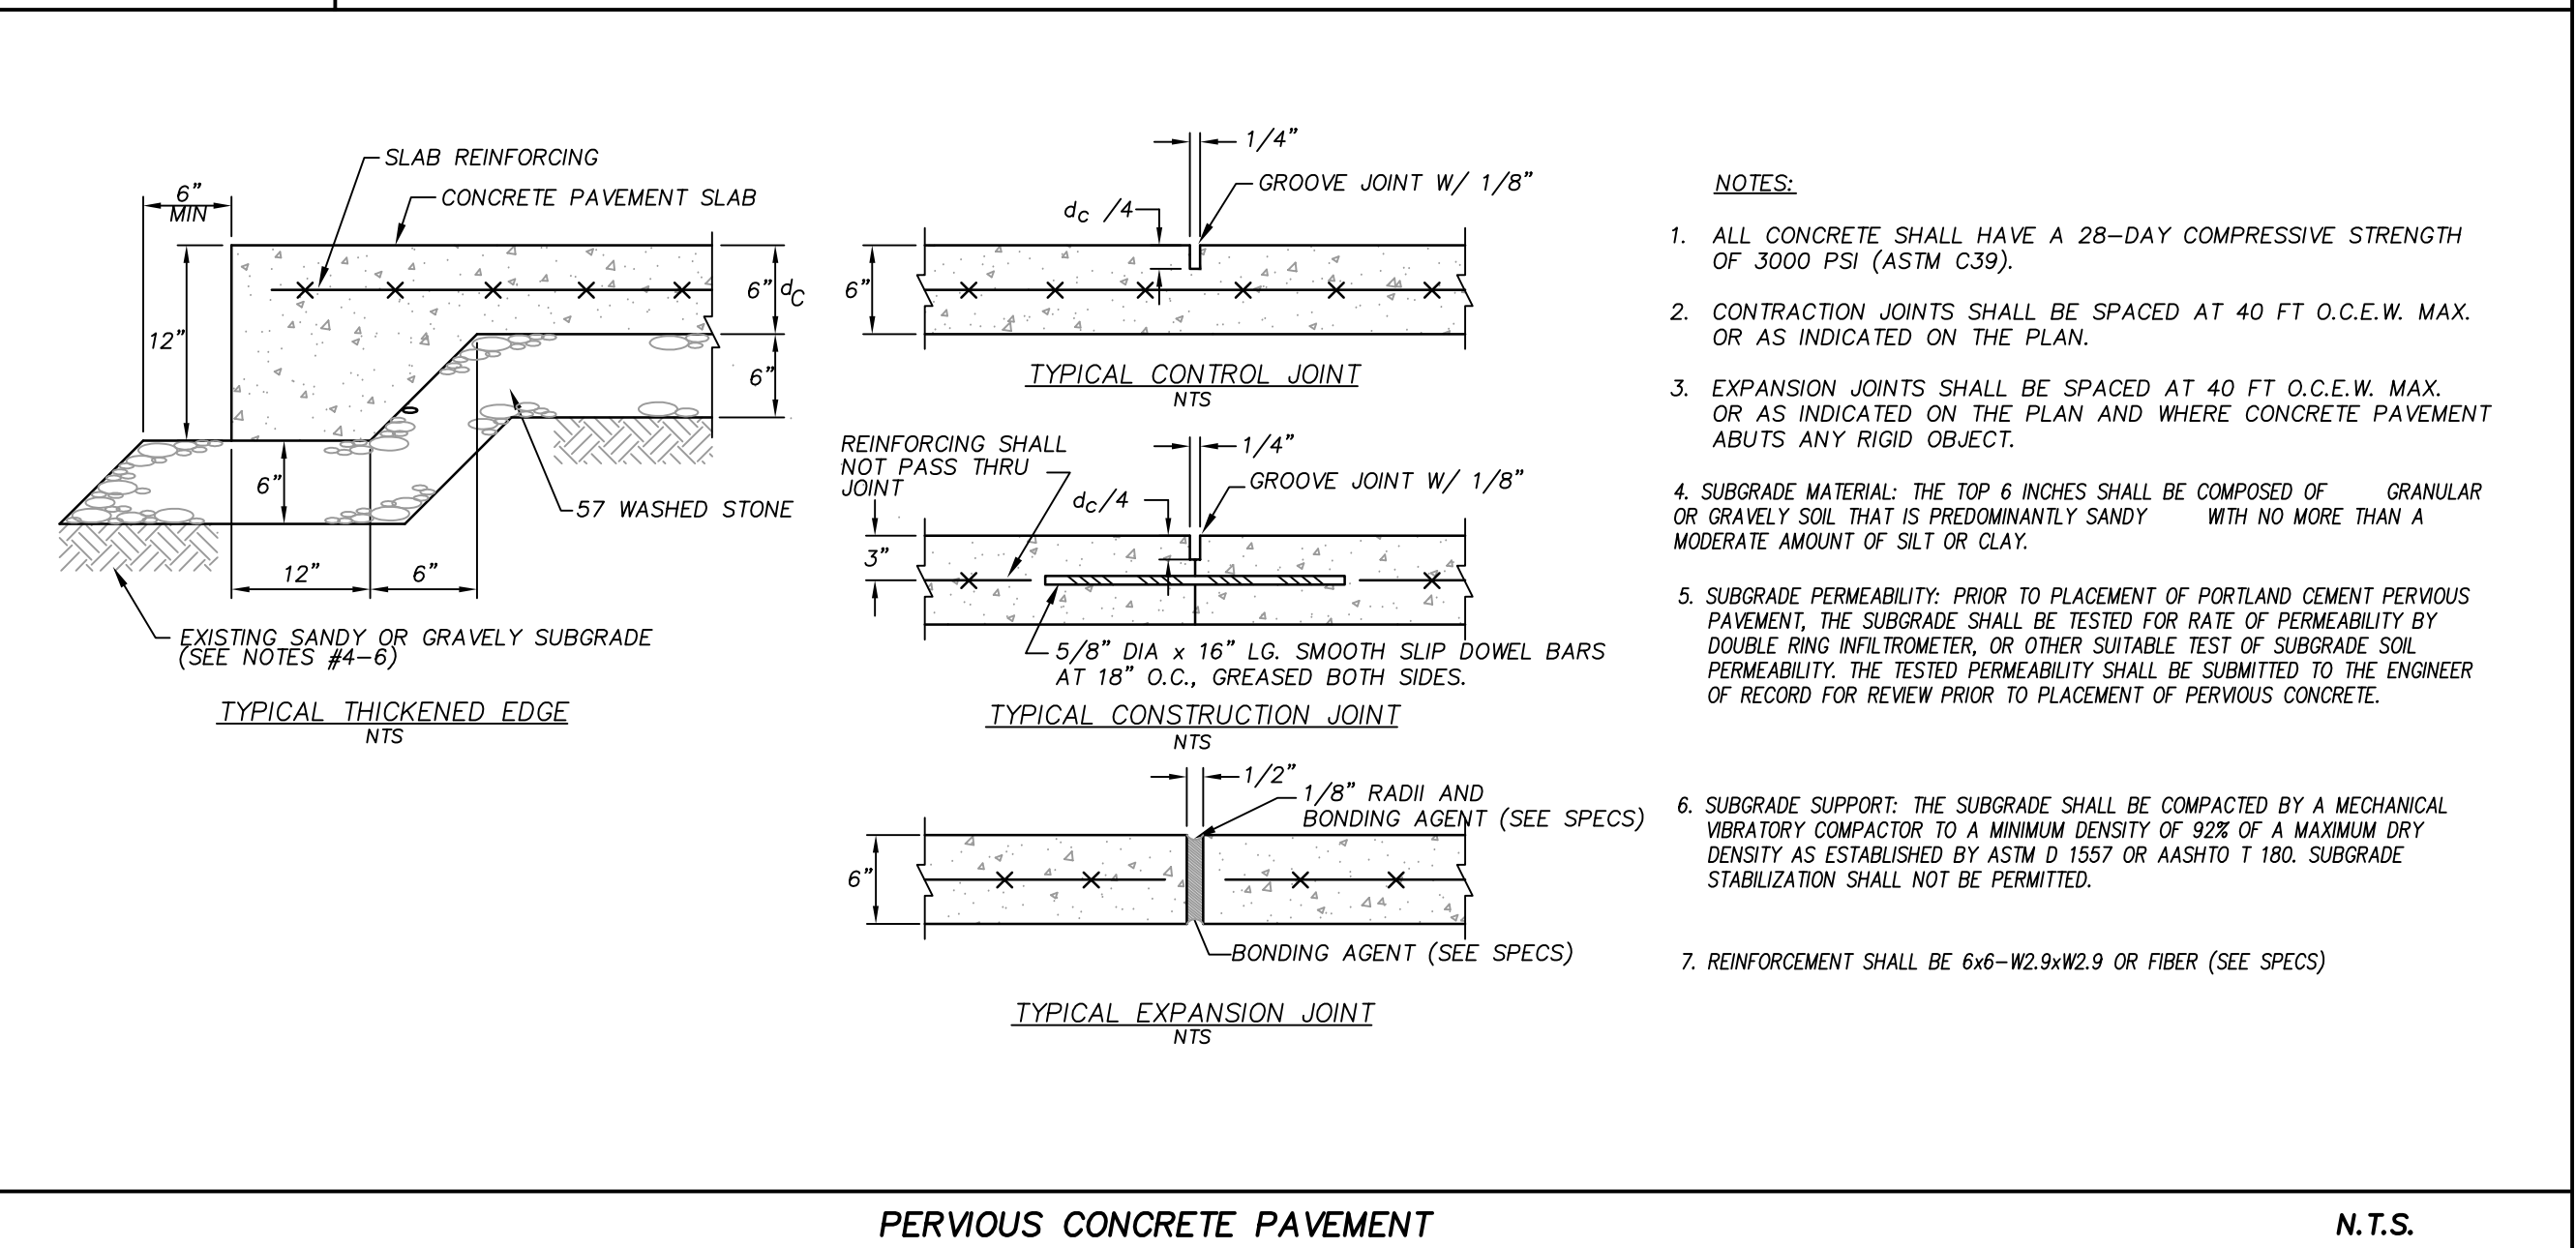 SLAB REINFORCING
CONCRETE PAVEMENT SLAB
6"
MIN
12"
6" dC
6"
6"
57 WASHED STONE
12"
6"
EXISTING SANDY OR GRAVELY SUBGRADE
(SEE NOTES #4-6)
TYPICAL THICKENED EDGE
NTS
1/4"
GROOVE JOINT W/ 1/8"
dc /4
6"
TYPICAL CONTROL JOINT
NTS
REINFORCING SHALL
NOT PASS THRU
JOINT
1/4"
GROOVE JOINT W/ 1/8"
dc/4
3"
5/8" DIA x 16" LG. SMOOTH SLIP DOWEL BARS
AT 18" O.C., GREASED BOTH SIDES.
TYPICAL CONSTRUCTION JOINT
NTS
1/2"
1/8" RADII AND
BONDING AGENT (SEE SPECS)
6"
BONDING AGENT (SEE SPECS)
TYPICAL EXPANSION JOINT
NTS
NOTES:
1. ALL CONCRETE SHALL HAVE A 28-DAY COMPRESSIVE STRENGTH
OF 3000 PSI (ASTM C39).
2. CONTRACTION JOINTS SHALL BE SPACED AT 40 FT O.C.E.W. MAX.
OR AS INDICATED ON THE PLAN.
3. EXPANSION JOINTS SHALL BE SPACED AT 40 FT O.C.E.W. MAX.
OR AS INDICATED ON THE PLAN AND WHERE CONCRETE PAVEMENT
ABUTS ANY RIGID OBJECT.
4. SUBGRADE MATERIAL: THE TOP 6 INCHES SHALL BE COMPOSED OF GRANULAR
OR GRAVELY SOIL THAT IS PREDOMINANTLY SANDY WITH NO MORE THAN A
MODERATE AMOUNT OF SILT OR CLAY.
5. SUBGRADE PERMEABILITY: PRIOR TO PLACEMENT OF PORTLAND CEMENT PERVIOUS
PAVEMENT, THE SUBGRADE SHALL BE TESTED FOR RATE OF PERMEABILITY BY
DOUBLE RING INFILTROMETER, OR OTHER SUITABLE TEST OF SUBGRADE SOIL
PERMEABILITY. THE TESTED PERMEABILITY SHALL BE SUBMITTED TO THE ENGINEER
OF RECORD FOR REVIEW PRIOR TO PLACEMENT OF PERVIOUS CONCRETE.
6. SUBGRADE SUPPORT: THE SUBGRADE SHALL BE COMPACTED BY A MECHANICAL
VIBRATORY COMPACTOR TO A MINIMUM DENSITY OF 92% OF A MAXIMUM DRY
DENSITY AS ESTABLISHED BY ASTM D 1557 OR AASHTO T 180. SUBGRADE
STABILIZATION SHALL NOT BE PERMITTED.
7. REINFORCEMENT SHALL BE 6x6-W2.9xW2.9 OR FIBER (SEE SPECS)
PERVIOUS CONCRETE PAVEMENT
N.T.S.